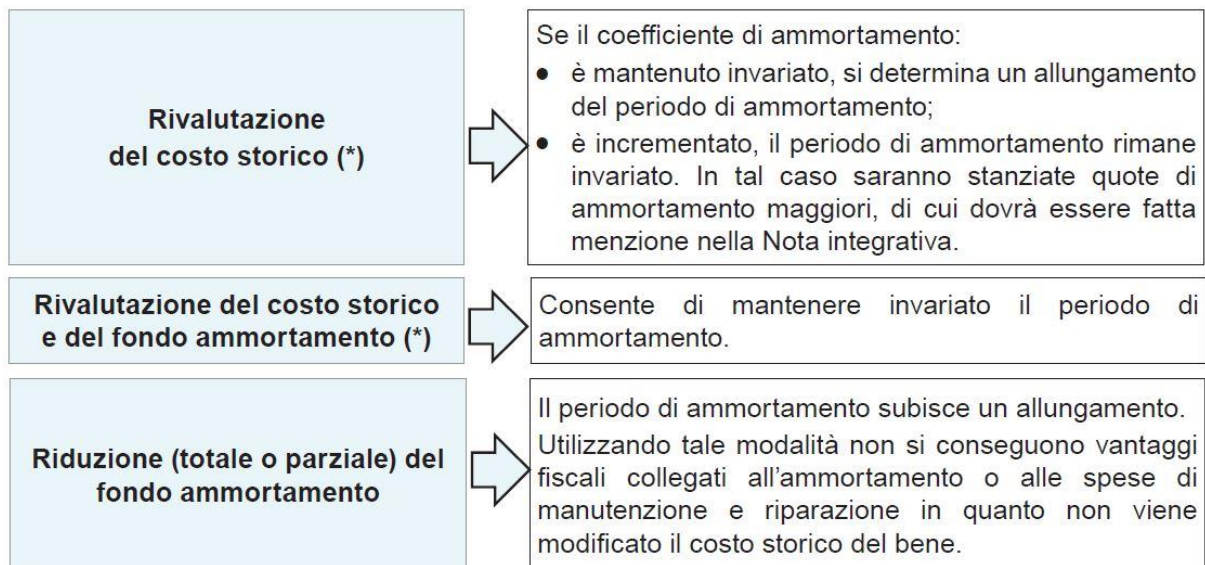 Rivalutazione
del costo storico (*)
Se il coefficiente di ammortamento:
● è mantenuto invariato, si determina un allungamento
del periodo di ammortamento;
● è incrementato, il periodo di ammortamento rimane
invariato. In tal caso saranno stanziate quote di
ammortamento maggiori, di cui dovrà essere fatta
menzione nella Nota integrativa.
Rivalutazione del costo storico
e del fondo ammortamento (*)
Consente di mantenere invariato il periodo di
ammortamento.
Riduzione (totale o parziale) del
fondo ammortamento
Il periodo di ammortamento subisce un allungamento.
Utilizzando tale modalità non si conseguono vantaggi
fiscali collegati all'ammortamento o alle spese di
manutenzione e riparazione in quanto non viene
modificato il costo storico del bene.